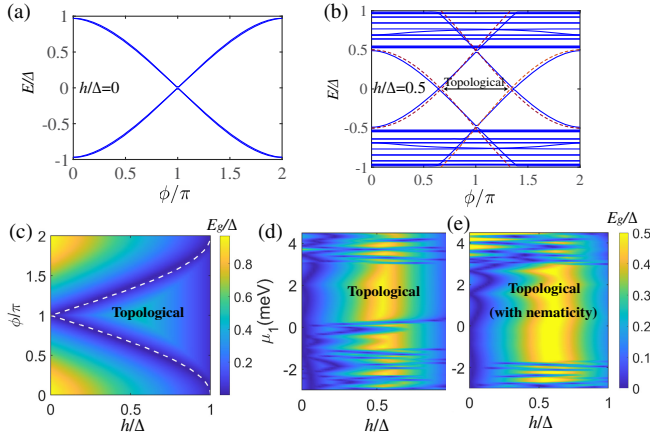 (a)
1
0.5
0
-0.5
-1
E/Δ
h/Δ=0
0 0.5 1 1.5 2
ϕ/π
(b)
1
0.5
0
-0.5
-1
E/Δ
h/Δ=0.5
Topological
0 0.5 1 1.5 2
ϕ/π
(c)
E_g/Δ
2
1.5
1
0.5
0
ϕ/π
Topological
0 0.5 1
h/Δ
0.8
0.6
0.4
0.2
(d)
4
2
0
-2
μ_1(meV)
Topological
0 0.5
h/Δ
(e)
E_g/Δ
4
2
0
-2
Topological
(with nematicity)
0 0.5 1
h/Δ
0.5
0.4
0.3
0.2
0.1
0